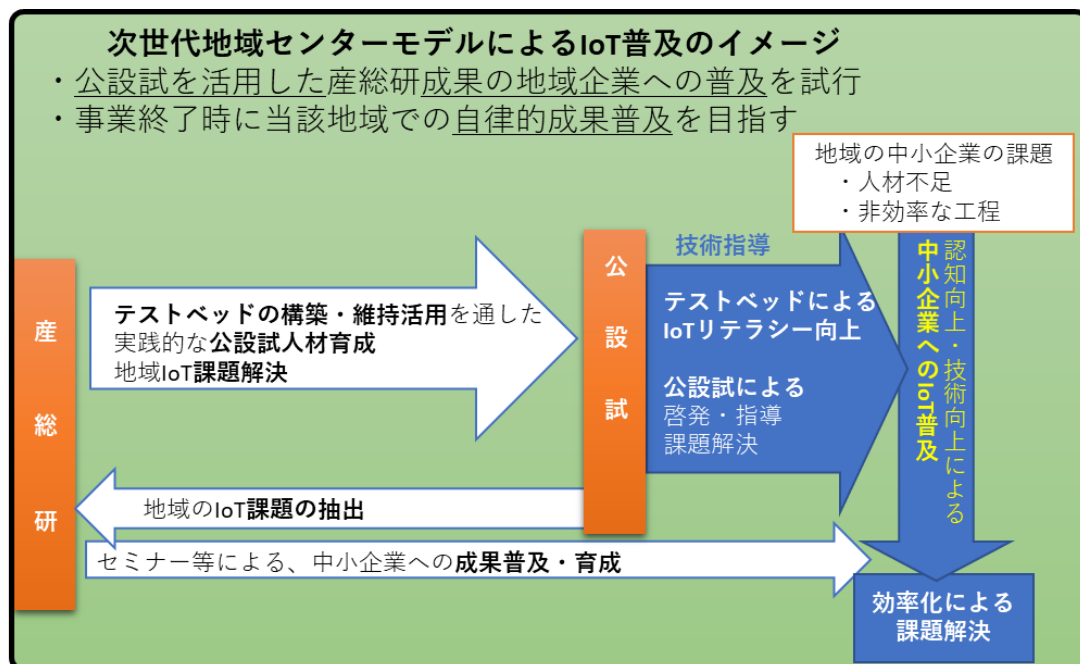 次世代地域センターモデルによるIoT普及のイメージ
・公設試を活用した産総研成果の地域企業への普及を試行
・事業終了時に当該地域での自律的成果普及を目指す
地域の中小企業の課題
・人材不足
・非効率な工程
産総研
テストベッドの構築・維持活用を通した
実践的な公設試人材育成
地域IoT課題解決
公設試
技術指導
テストベッドによる
IoTリテラシー向上
公設試による
啓発・指導
課題解決
認知向上・技術向上による
中小企業へのIoT普及
地域のIoT課題の抽出
セミナー等による、中小企業への成果普及・育成
効率化による
課題解決